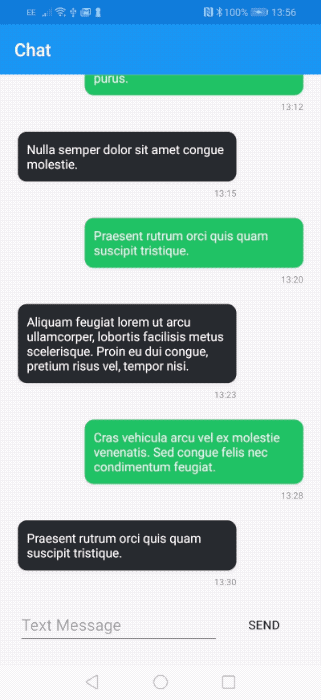 EE 100% 13:56
Chat
purus.
13:12
Nulla semper dolor sit amet congue
molestie.
13:15
Praesent rutrum orci quis quam
suscipit tristique.
13:20
Aliquam feugiat lorem ut arcu
ullamcorper, lobortis facilisis metus
scelerisque. Proin eu dui congue,
pretium risus vel, tempor nisi.
13:23
Cras vehicula arcu vel ex molestie
venenatis. Sed congue felis nec
condimentum feugiat.
13:28
Praesent rutrum orci quis quam
suscipit tristique.
13:30
Text Message SEND